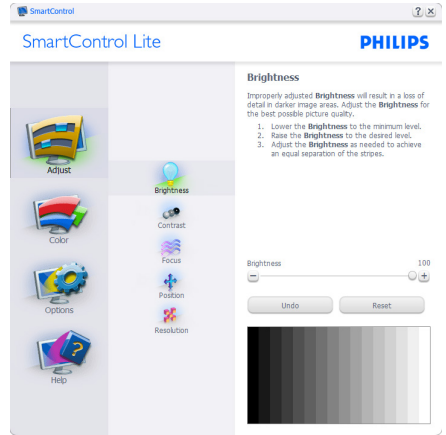 SmartControl
SmartControl Lite
PHILIPS
Adjust
Color
Options
Help
Brightness
Contrast
Focus
Position
Resolution
Brightness
Improperly adjusted Brightness will result in a loss of
detail in darker image areas. Adjust the Brightness for
the best possible picture quality.
1. Lower the Brightness to the minimum level.
2. Raise the Brightness to the desired level.
3. Adjust the Brightness as needed to achieve
an equal separation of the stripes.
Brightness 100
Undo Reset